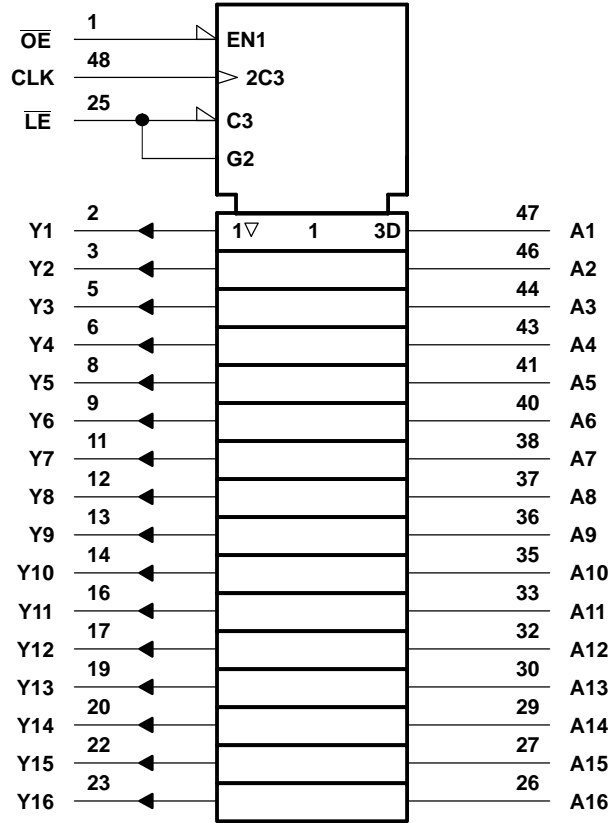 1
O̅E̅ EN1
48
CLK 2C3
25
L̅E̅ C3
G2
2 47
Y1 1▽ 1 3D A1
3 46
Y2 A2
5 44
Y3 A3
6 43
Y4 A4
8 41
Y5 A5
9 40
Y6 A6
11 38
Y7 A7
12 37
Y8 A8
13 36
Y9 A9
14 35
Y10 A10
16 33
Y11 A11
17 32
Y12 A12
19 30
Y13 A13
20 29
Y14 A14
22 27
Y15 A15
23 26
Y16 A16